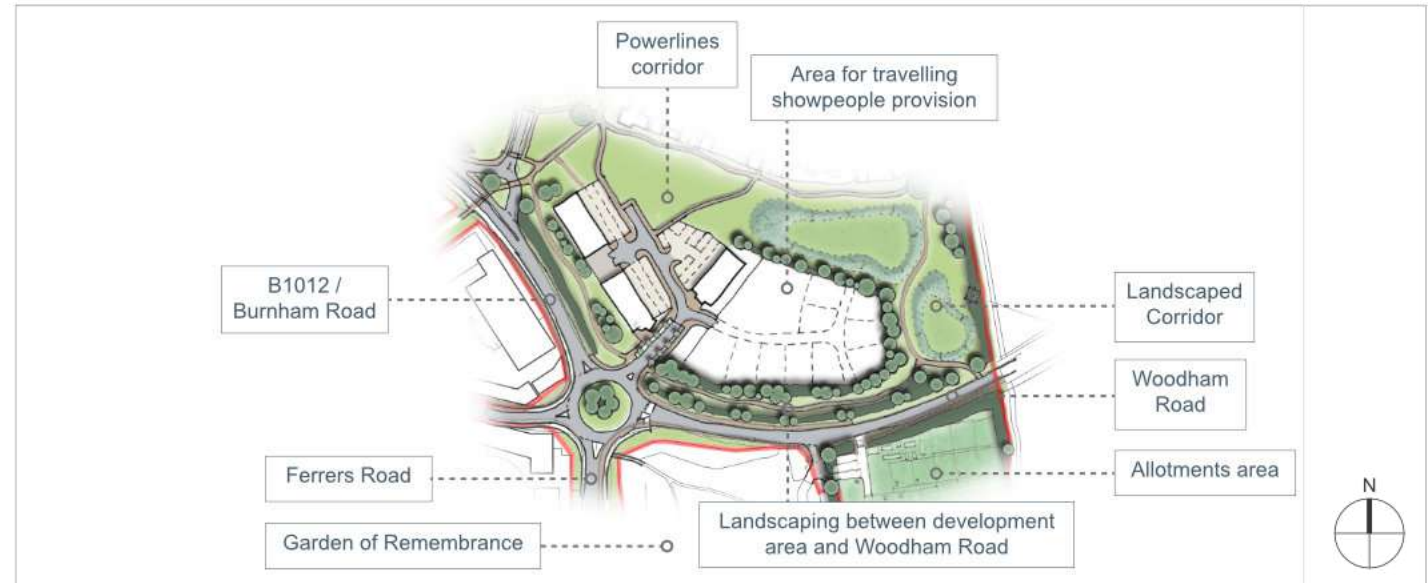 Powerlines
corridor
Area for travelling
showpeople provision
B1012 /
Burnham Road
Landscaped
Corridor
Woodham
Road
Ferrers Road
Allotments area
Garden of Remembrance
Landscaping between development
area and Woodham Road
N